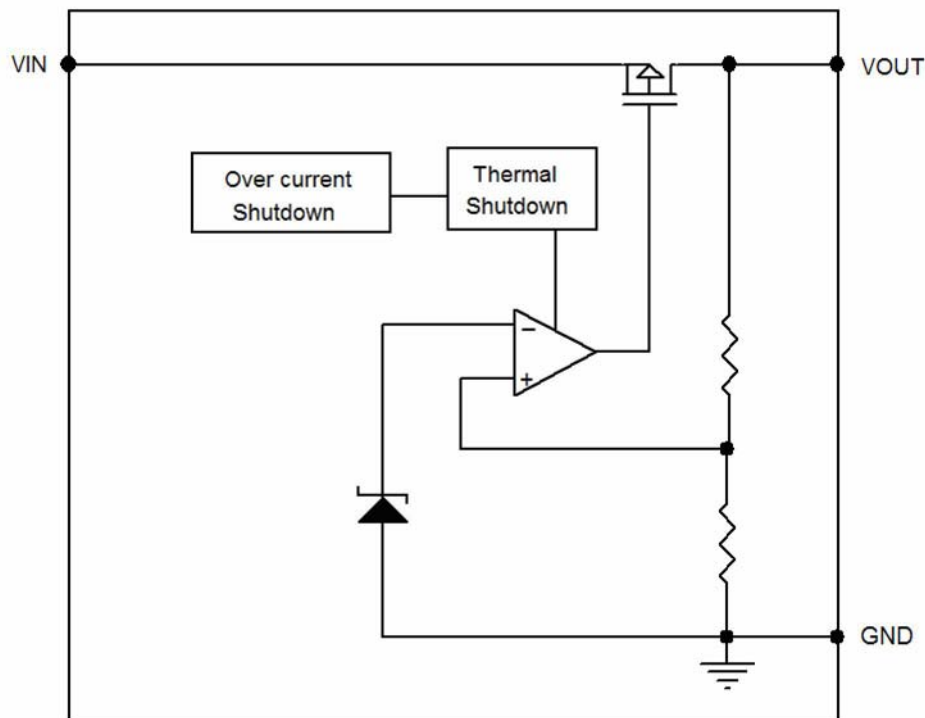 VIN
VOUT
Over current
Shutdown
Thermal
Shutdown
−
+
GND